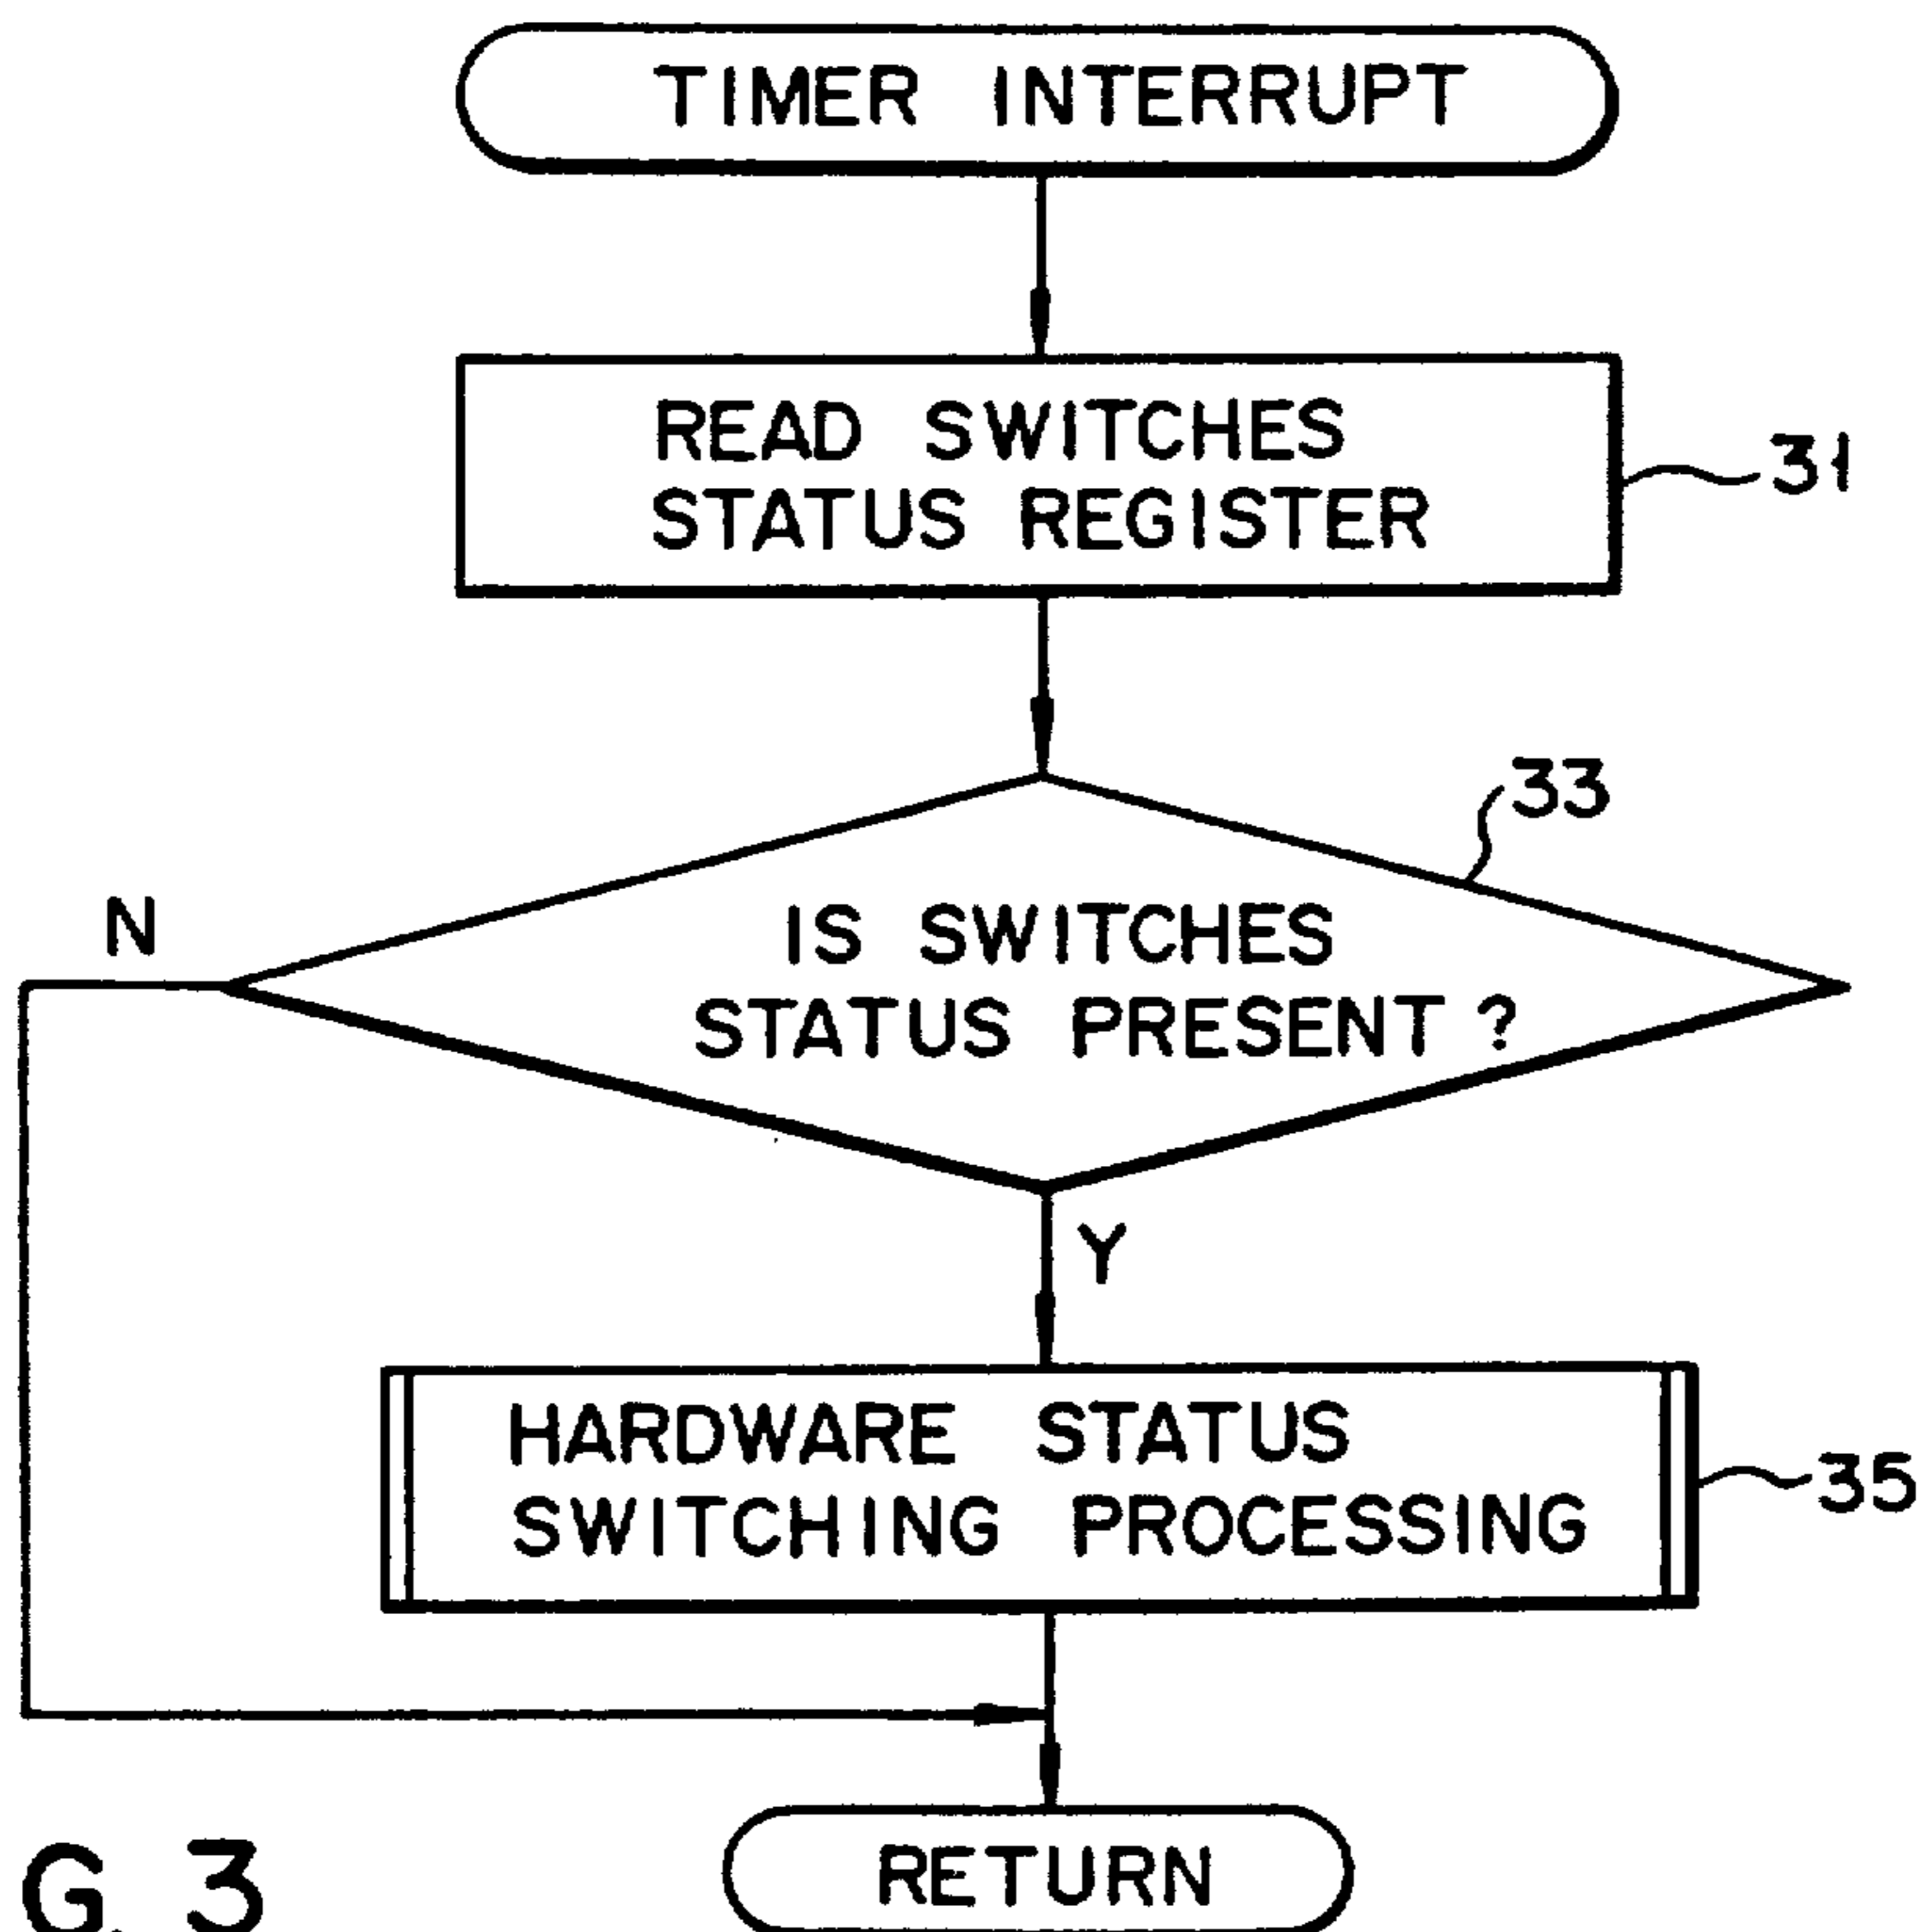 TIMER INTERRUPT
READ SWITCHES
STATUS REGISTER
31
33
IS SWITCHES
STATUS PRESENT ?
N
Y
HARDWARE STATUS
SWITCHING PROCESSING
35
RETURN
G. 3